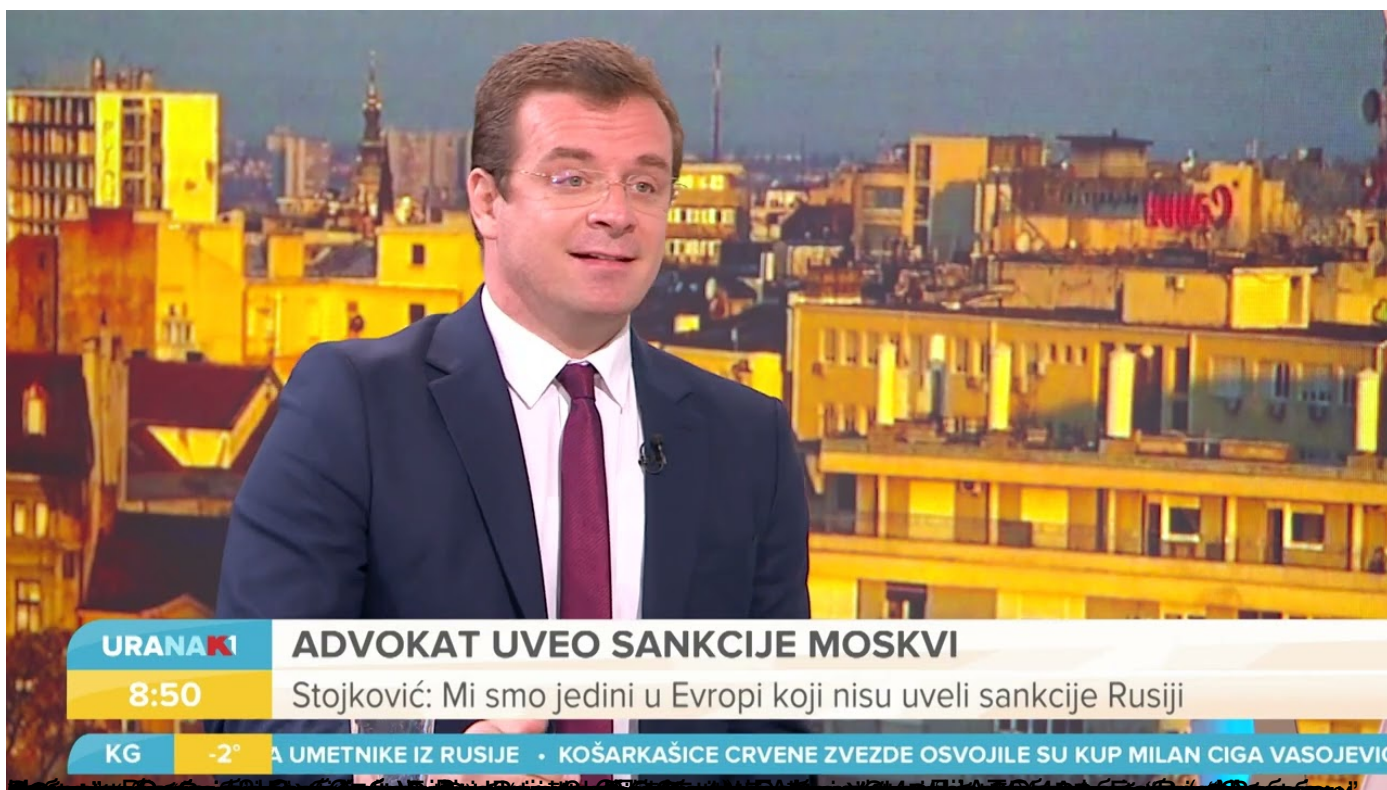 URANAK1
ADVOKAT UVEO SANKCIJE MOSKVI
8:50
Stojković: Mi smo jedini u Evropi koji nisu uveli sankcije Rusiji
KG
-2°
A UMETNIKE IZ RUSIJE • KOŠARKAŠICE CRVENE ZVEZDE OSVOJILE SU KUP MILAN CIGA VASOJEVIĆ